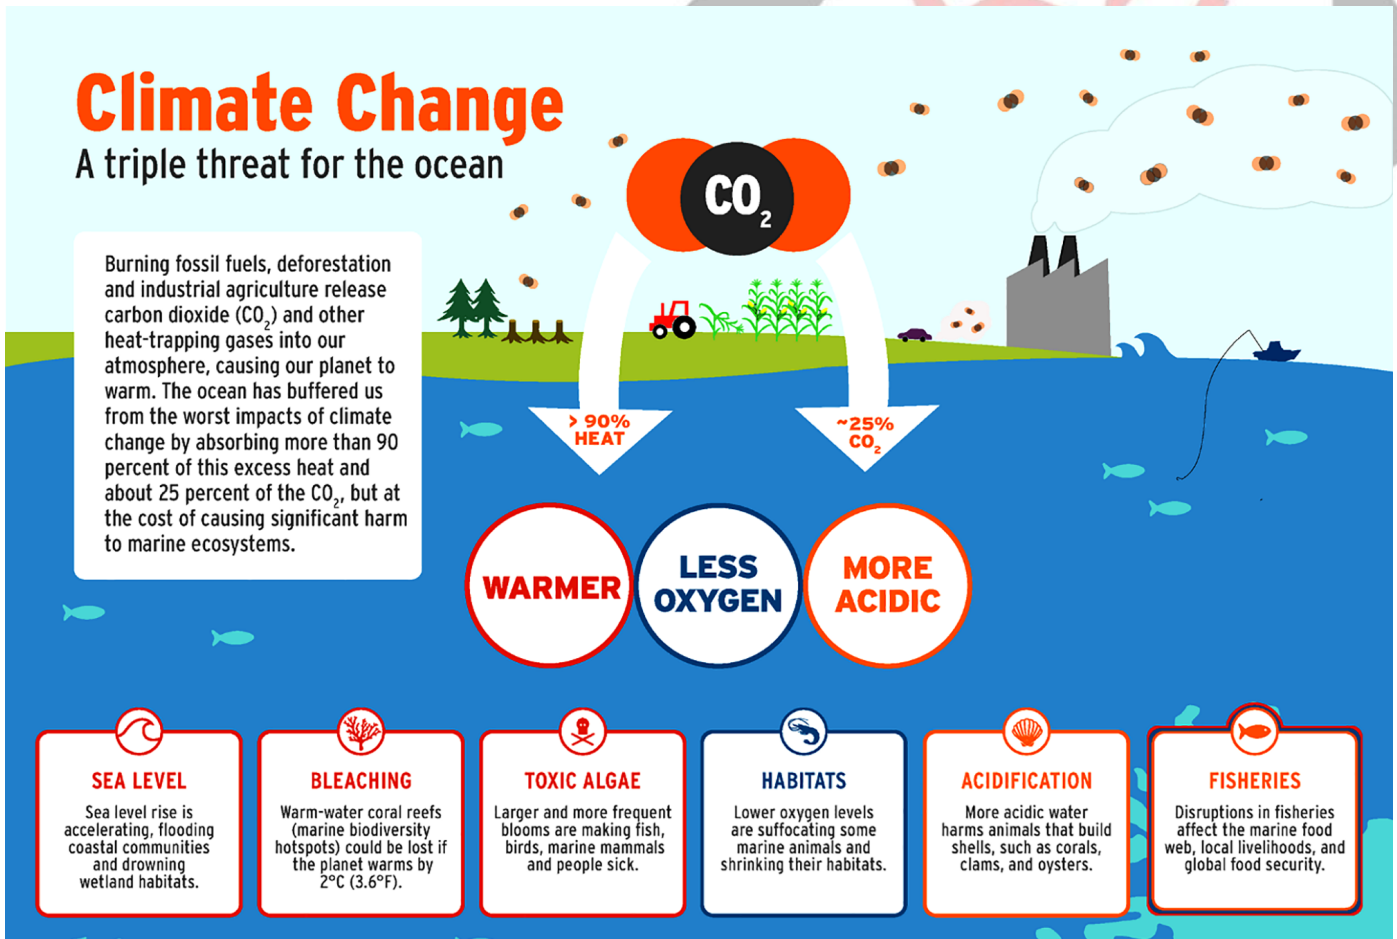 Climate Change
A triple threat for the ocean
CO₂
Burning fossil fuels, deforestation
and industrial agriculture release
carbon dioxide (CO₂) and other
heat-trapping gases into our
atmosphere, causing our planet to
warm. The ocean has buffered us
from the worst impacts of climate
change by absorbing more than 90
percent of this excess heat and
about 25 percent of the CO₂, but at
the cost of causing significant harm
to marine ecosystems.
> 90%
HEAT
~25%
CO₂
WARMER
LESS
OXYGEN
MORE
ACIDIC
SEA LEVEL
Sea level rise is
accelerating, flooding
coastal communities
and drowning
wetland habitats.
BLEACHING
Warm-water coral reefs
(marine biodiversity
hotspots) could be lost if
the planet warms by
2°C (3.6°F).
TOXIC ALGAE
Larger and more frequent
blooms are making fish,
birds, marine mammals
and people sick.
HABITATS
Lower oxygen levels
are suffocating some
marine animals and
shrinking their habitats.
ACIDIFICATION
More acidic water
harms animals that build
shells, such as corals,
clams, and oysters.
FISHERIES
Disruptions in fisheries
affect the marine food
web, local livelihoods, and
global food security.